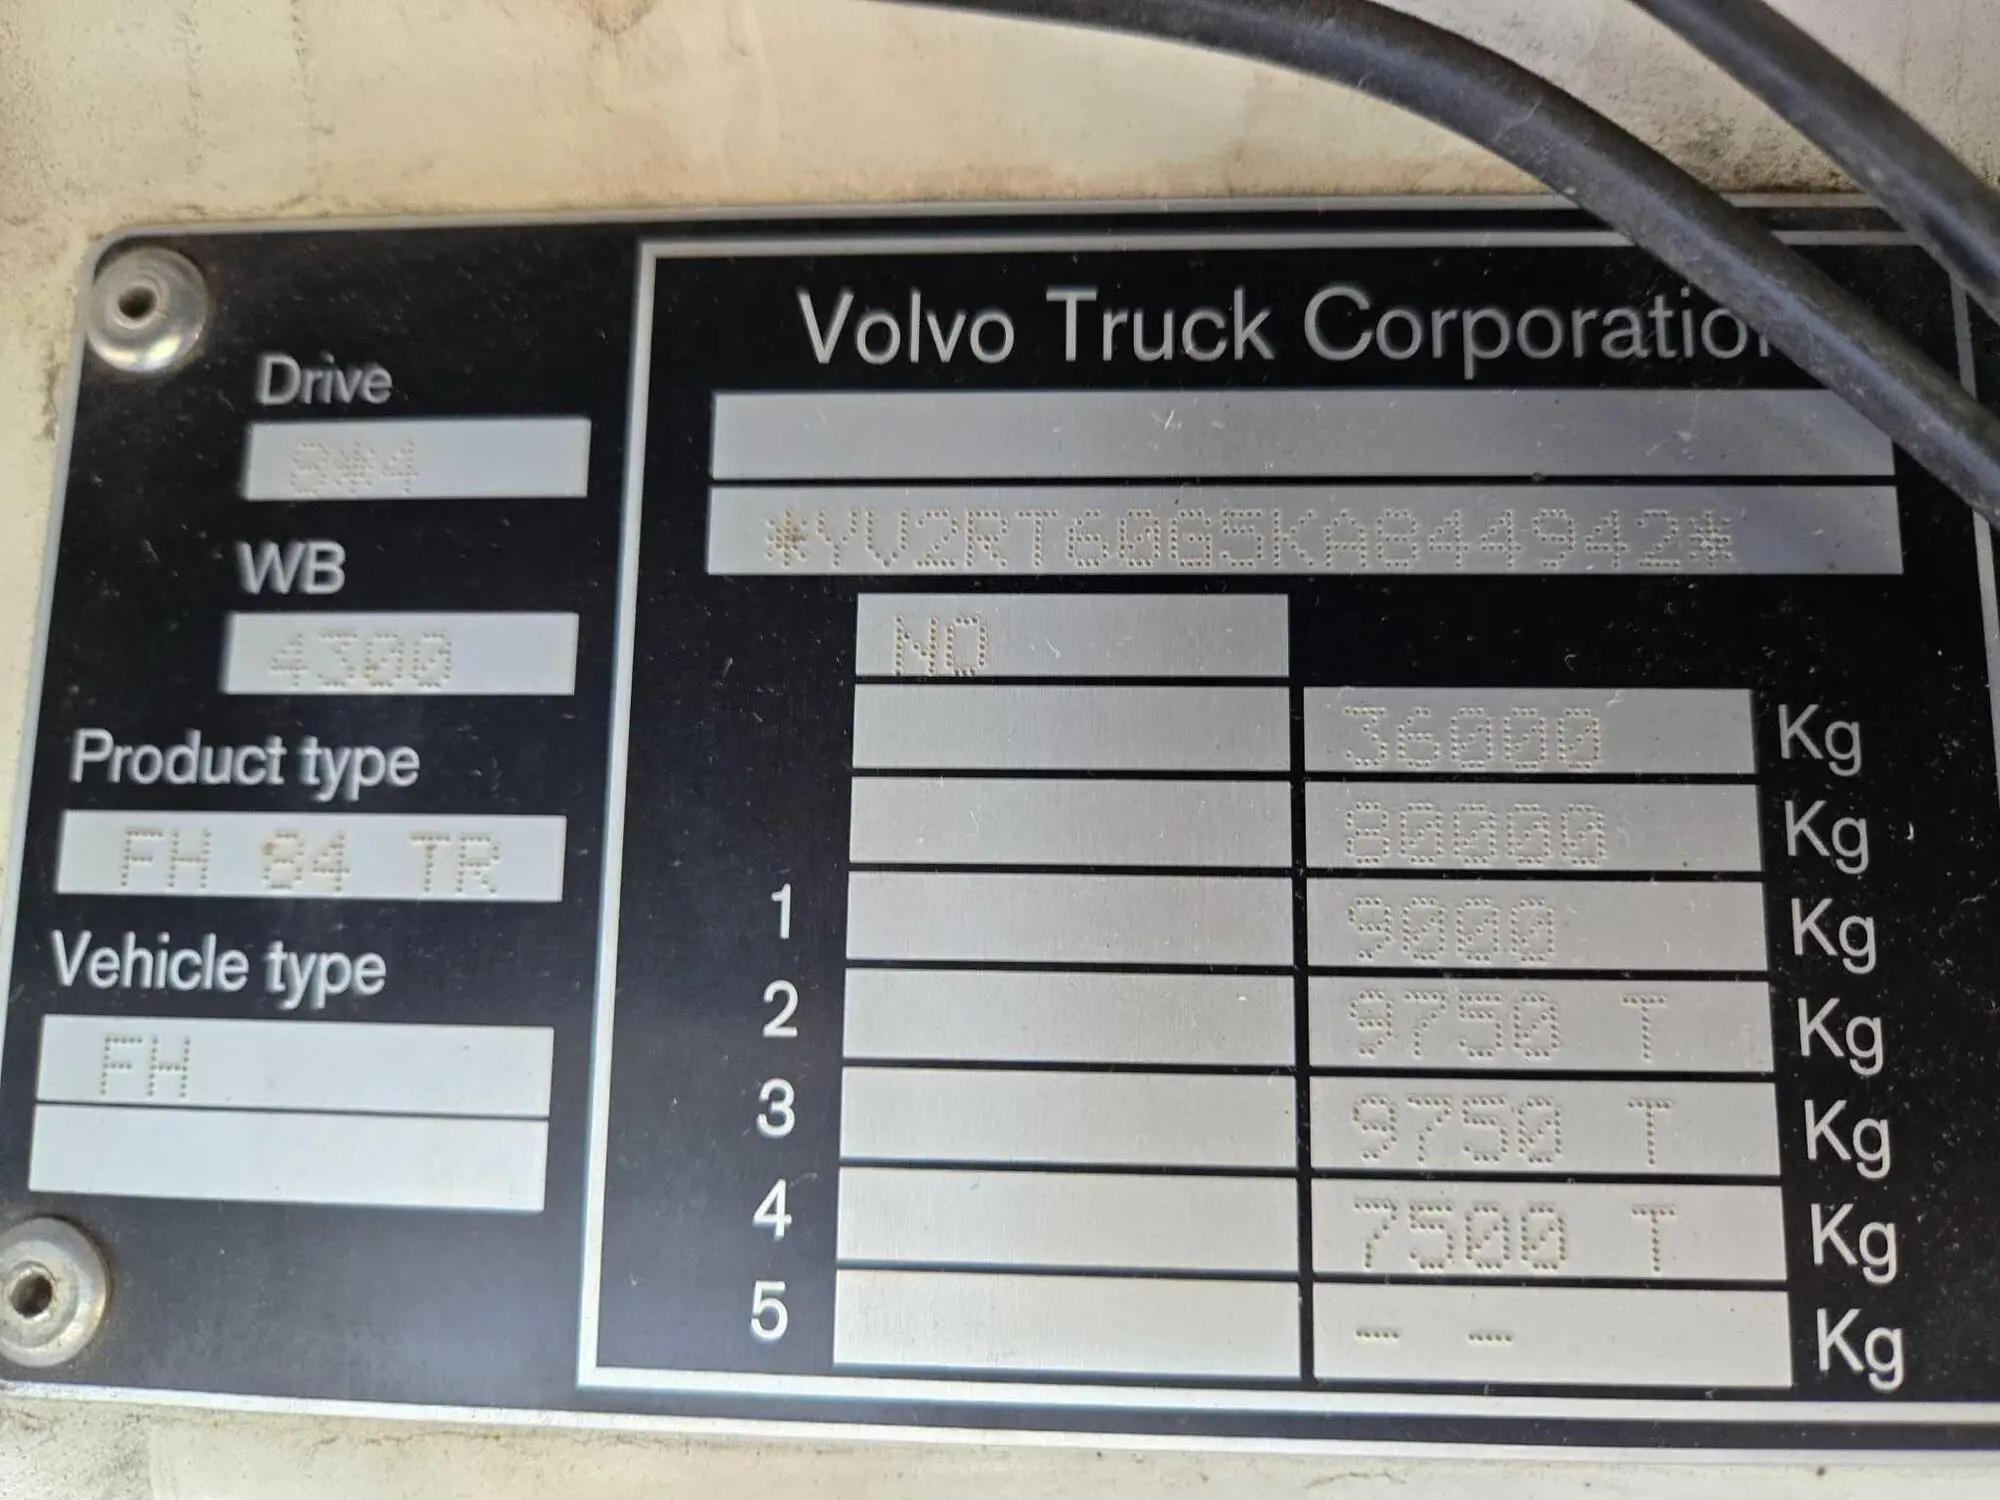 Volvo Truck Corporation
Drive
8*4
WB
4300
Product type
FH 84 TR
Vehicle type
FH
*YV2RT60G5KA844942*
NO
36000 Kg
80000 Kg
1 9000 Kg
2 9750 T Kg
3 9750 T Kg
4 7500 T Kg
5 - - Kg